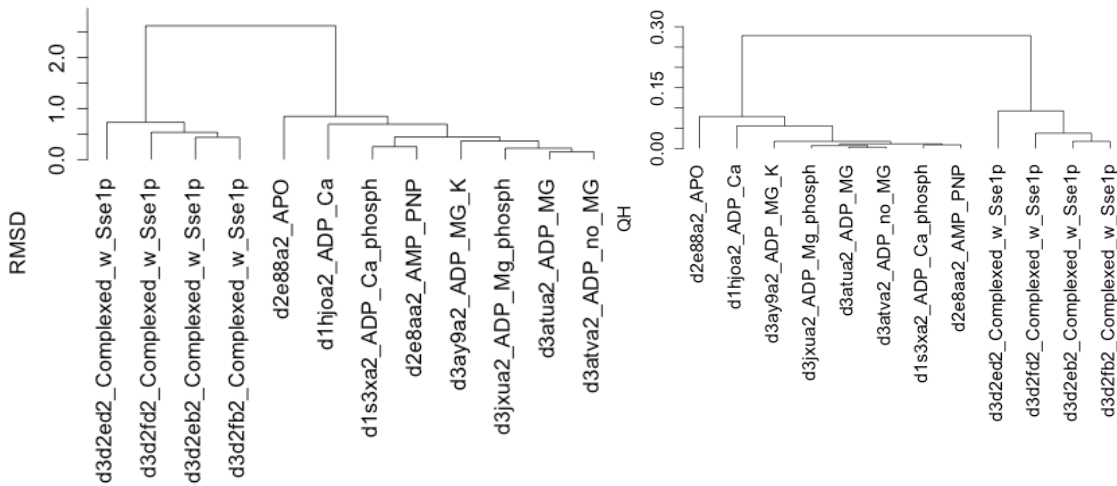 RMSD
0.0
1.0
2.0
d3d2ed2_Complexed_w_Sse1p
d3d2fd2_Complexed_w_Sse1p
d3d2eb2_Complexed_w_Sse1p
d3d2fb2_Complexed_w_Sse1p
d2e88a2_APO
d1hjoa2_ADP_Ca
d1s3xa2_ADP_Ca_phosph
d2e8aa2_AMP_PNP
d3ay9a2_ADP_MG_K
d3jxua2_ADP_Mg_phosph
d3atua2_ADP_MG
d3atva2_ADP_no_MG
QH
0.00
0.15
0.30
d2e88a2_APO
d1hjoa2_ADP_Ca
d3ay9a2_ADP_MG_K
d3jxua2_ADP_Mg_phosph
d3atua2_ADP_MG
d3atva2_ADP_no_MG
d1s3xa2_ADP_Ca_phosph
d2e8aa2_AMP_PNP
d3d2ed2_Complexed_w_Sse1p
d3d2fd2_Complexed_w_Sse1p
d3d2eb2_Complexed_w_Sse1p
d3d2fb2_Complexed_w_Sse1p